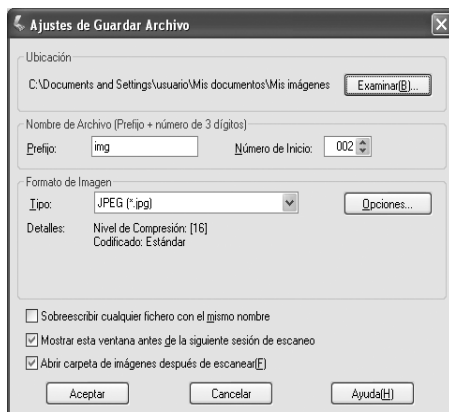 Ajustes de Guardar Archivo
Ubicación
C:\Documents and Settings\usuario\Mis documentos\Mis imágenes Examinar(B)...
Nombre de Archivo (Prefijo + número de 3 dígitos)
Prefijo: img Número de Inicio: 002
Formato de Imagen
Tipo: JPEG (*.jpg) Opciones...
Detalles: Nivel de Compresión: [16]
Codificado: Estándar
Sobreescribir cualquier fichero con el mismo nombre
Mostrar esta ventana antes de la siguiente sesión de escaneo
Abrir carpeta de imágenes después de escanear(F)
Aceptar Cancelar Ayuda(H)